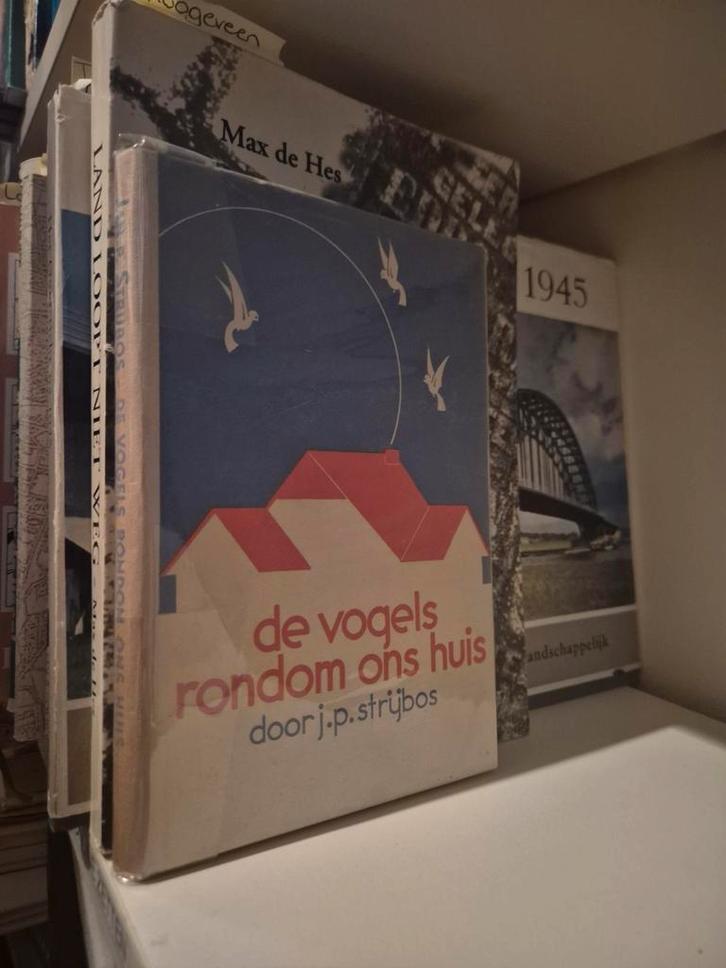 Hoogeveen
Max de Hes
LAND LOOPT NIET WEG
J.P. STRIJBOS - DE VOGELS RONDOM ONS HUIS
1945
de vogels
rondom ons huis
door j.p. strijbos
andschappelijk